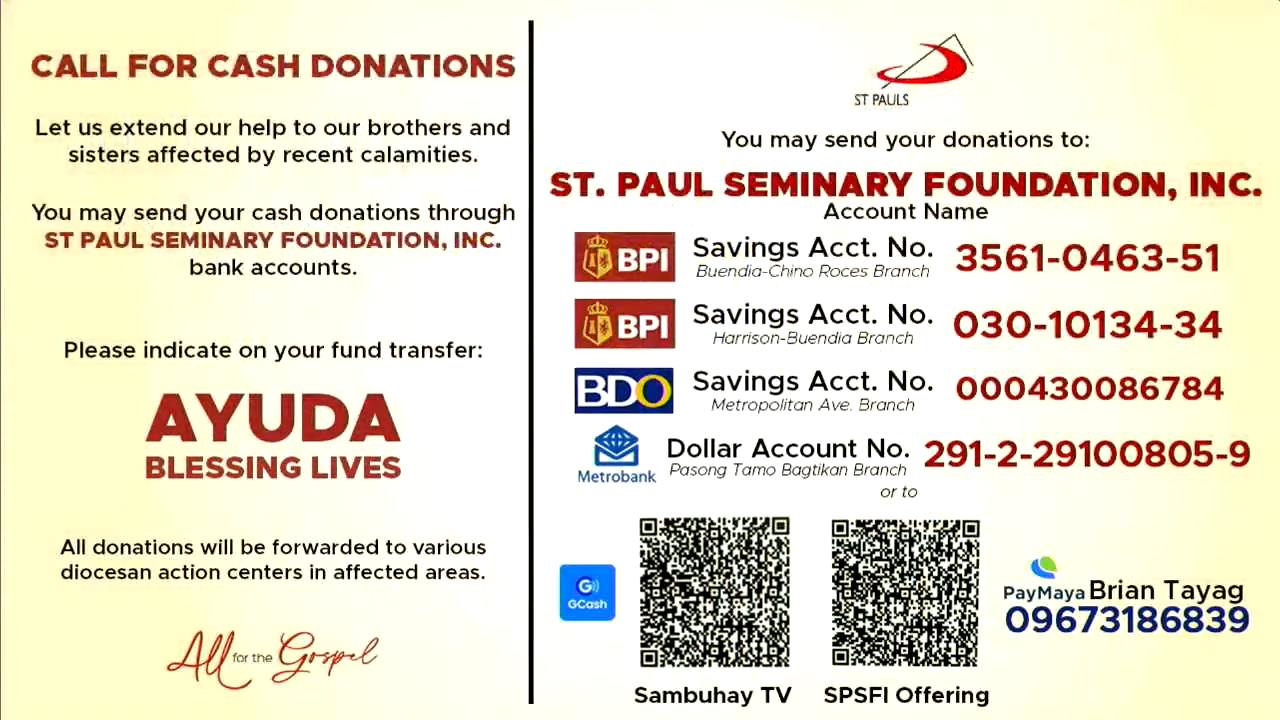 CALL FOR CASH DONATIONS
Let us extend our help to our brothers and
sisters affected by recent calamities.
You may send your cash donations through
ST PAUL SEMINARY FOUNDATION, INC.
bank accounts.
Please indicate on your fund transfer:
AYUDA
BLESSING LIVES
All donations will be forwarded to various
diocesan action centers in affected areas.
All for the Gospel
ST PAULS
You may send your donations to:
ST. PAUL SEMINARY FOUNDATION, INC.
Account Name
BPI Savings Acct. No. 3561-0463-51
Buendia-Chino Roces Branch
BPI Savings Acct. No. 030-10134-34
Harrison-Buendia Branch
BDO Savings Acct. No. 000430086784
Metropolitan Ave. Branch
Metrobank Dollar Account No. 291-2-29100805-9
Pasong Tamo Bagtikan Branch
or to
G))
GCash
PayMaya Brian Tayag
09673186839
Sambuhay TV SPSFI Offering